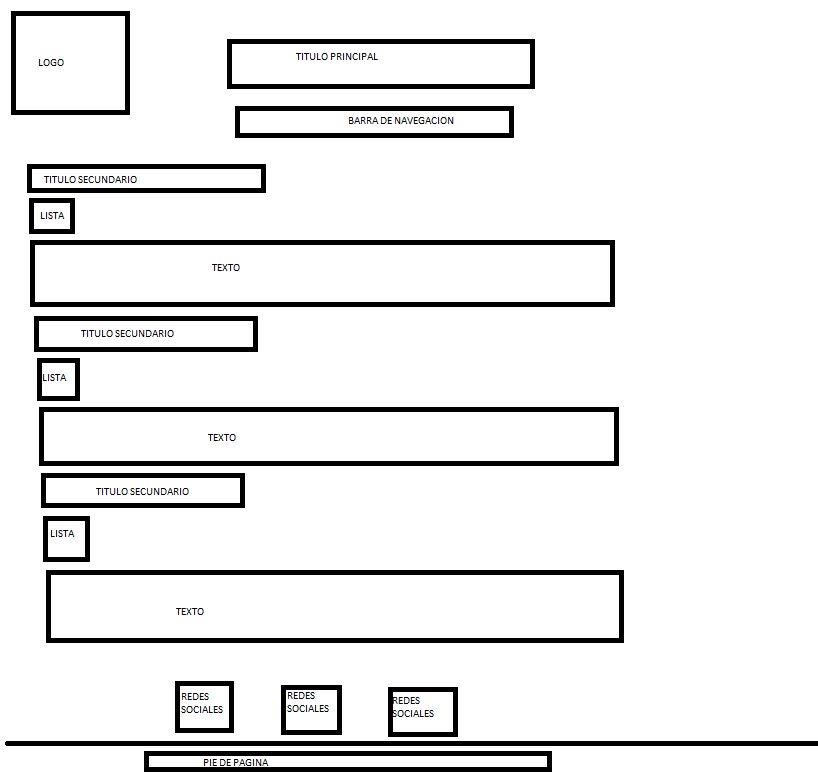 LOGO
TITULO PRINCIPAL
BARRA DE NAVEGACION
TITULO SECUNDARIO
LISTA
TEXTO
TITULO SECUNDARIO
LISTA
TEXTO
TITULO SECUNDARIO
LISTA
TEXTO
REDES
SOCIALES
REDES
SOCIALES
REDES
SOCIALES
PIE DE PAGINA